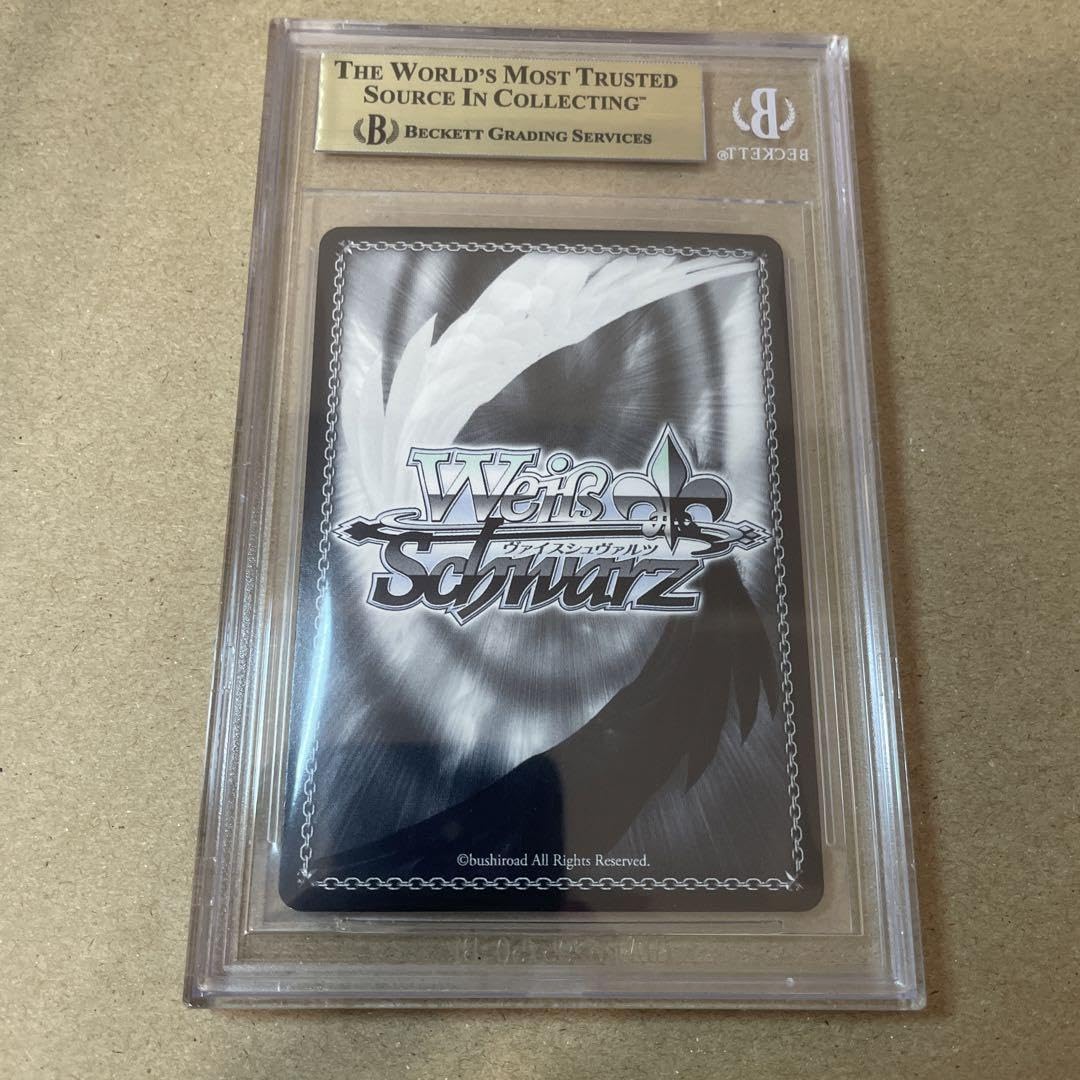 THE WORLD'S MOST TRUSTED
SOURCE IN COLLECTING™
B BECKETT GRADING SERVICES
B
BECKETT®
Weiß
ヴァイスシュヴァルツ
Schwarz
©bushiroad All Rights Reserved.